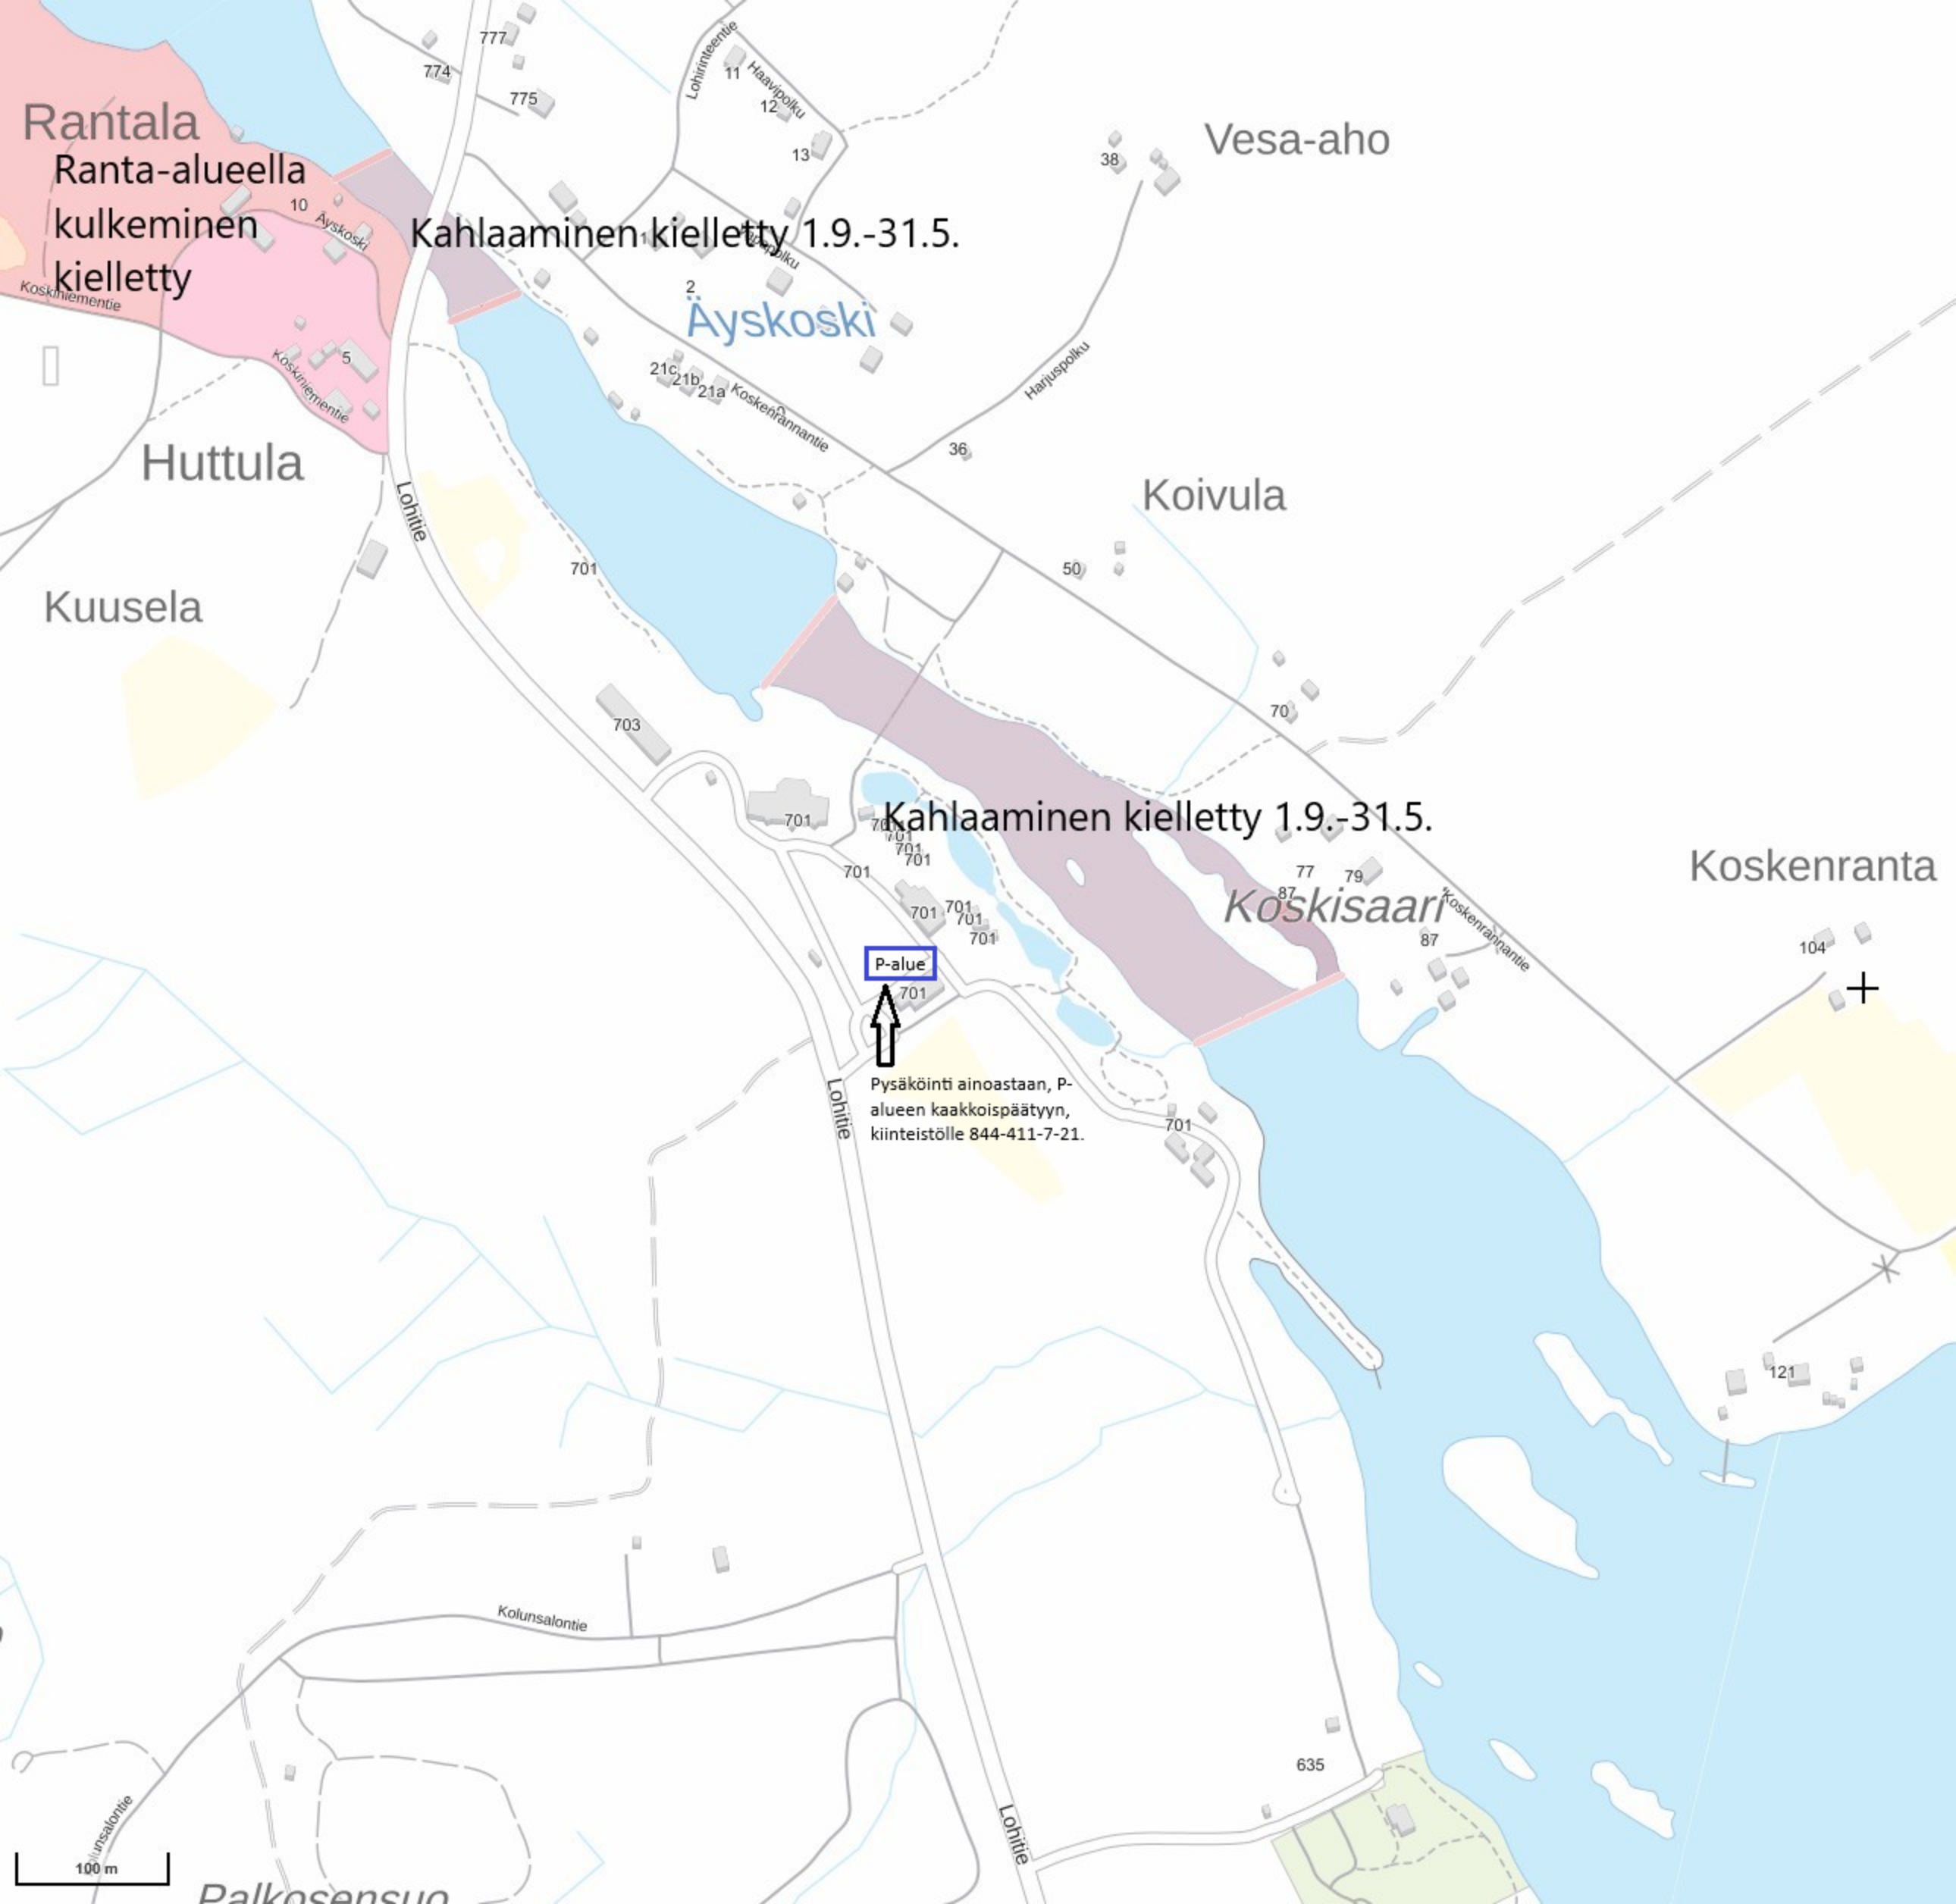 777
774
775
Lohirinteentie
11
Haavipolku
12
13
Rantala
Vesa-aho
38
Ranta-alueella
kulkeminen
kielletty
10
Äyskoski
Kahlaaminen kielletty 1.9.-31.5.
2
Äyskoski
Koskiniementie
5
Koskiniementie
21c
21b
21a
Koskenrannantie
Harjuspolku
36
Huttula
Koivula
Lohitie
50
701
Kuusela
70
703
701
Kahlaaminen kielletty 1.9.-31.5.
701
701
701
701
77
79
87
Koskisaari
Koskenrannantie
Koskenranta
701
701
701
701
87
104
P-alue
701
Pysäköinti ainoastaan, P-
alueen kaakkoispäätyyn,
kiinteistölle 844-411-7-21.
Lohitie
701
121
Kolunsalontie
635
Lohitie
100 m
Palkosensuo